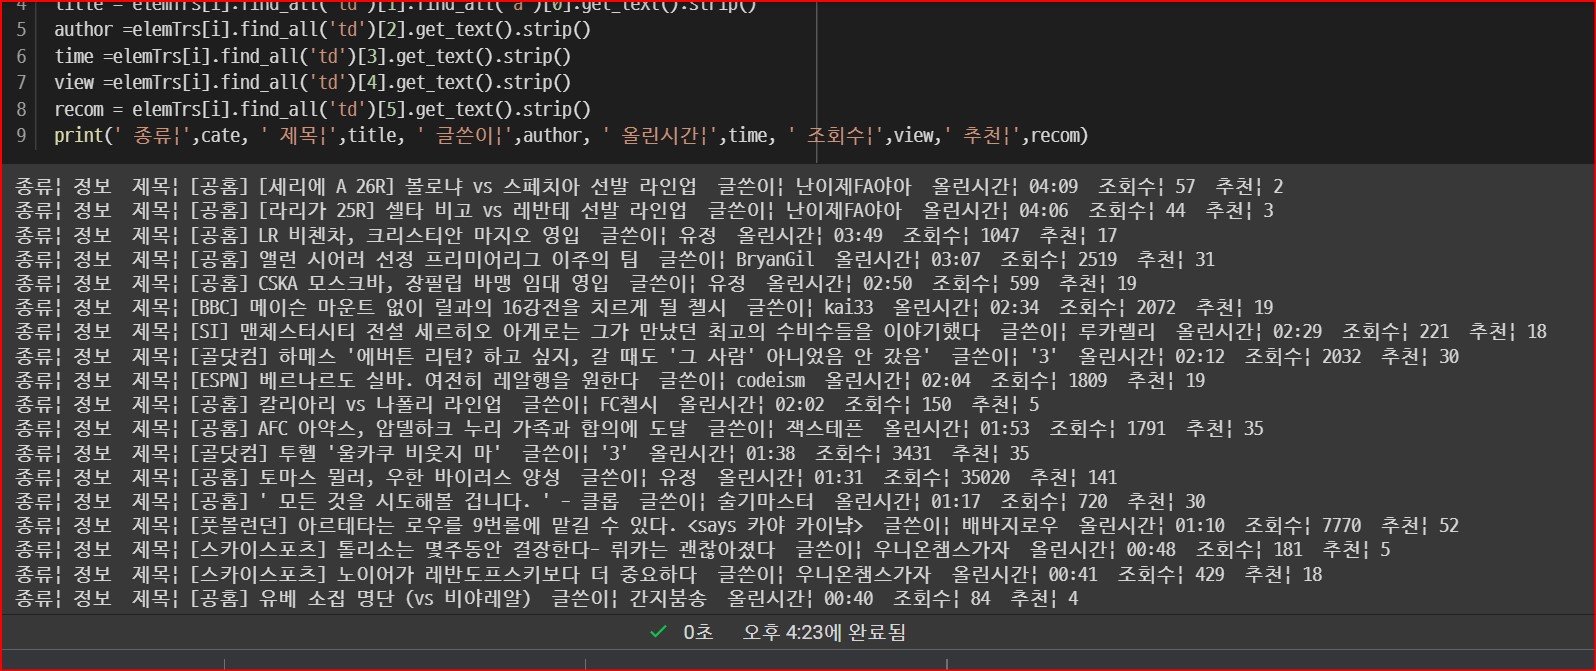 4 title = elemTrs[i].find_all('td')[1].find_all('a')[0].get_text().strip()
5 author =elemTrs[i].find_all('td')[2].get_text().strip()
6 time =elemTrs[i].find_all('td')[3].get_text().strip()
7 view =elemTrs[i].find_all('td')[4].get_text().strip()
8 recom = elemTrs[i].find_all('td')[5].get_text().strip()
9 print(' 종류¦',cate, ' 제목¦',title, ' 글쓴이¦',author, ' 올린시간¦',time, ' 조회수¦',view,' 추천¦',recom)
종류¦ 정보 제목¦ [공홈] [세리에 A 26R] 볼로냐 vs 스페치아 선발 라인업 글쓴이¦ 난이제FA야아 올린시간¦ 04:09 조회수¦ 57 추천¦ 2
종류¦ 정보 제목¦ [공홈] [라리가 25R] 셀타 비고 vs 레반테 선발 라인업 글쓴이¦ 난이제FA야아 올린시간¦ 04:06 조회수¦ 44 추천¦ 3
종류¦ 정보 제목¦ [공홈] LR 비첸차, 크리스티안 마지오 영입 글쓴이¦ 유정 올린시간¦ 03:49 조회수¦ 1047 추천¦ 17
종류¦ 정보 제목¦ [공홈] 앨런 시어러 선정 프리미어리그 이주의 팀 글쓴이¦ BryanGil 올린시간¦ 03:07 조회수¦ 2519 추천¦ 31
종류¦ 정보 제목¦ [공홈] CSKA 모스크바, 장필립 바맹 임대 영입 글쓴이¦ 유정 올린시간¦ 02:50 조회수¦ 599 추천¦ 19
종류¦ 정보 제목¦ [BBC] 메이슨 마운트 없이 릴과의 16강전을 치르게 될 첼시 글쓴이¦ kai33 올린시간¦ 02:34 조회수¦ 2072 추천¦ 19
종류¦ 정보 제목¦ [SI] 맨체스터시티 전설 세르히오 아게로는 그가 만났던 최고의 수비수들을 이야기했다 글쓴이¦ 루카렐리 올린시간¦ 02:29 조회수¦ 221 추천¦ 18
종류¦ 정보 제목¦ [골닷컴] 하메스 '에버튼 리턴? 하고 싶지, 갈 때도 '그 사람' 아니었음 안 갔음' 글쓴이¦ '3' 올린시간¦ 02:12 조회수¦ 2032 추천¦ 30
종류¦ 정보 제목¦ [ESPN] 베르나르도 실바. 여전히 레알행을 원한다 글쓴이¦ codeism 올린시간¦ 02:04 조회수¦ 1809 추천¦ 19
종류¦ 정보 제목¦ [공홈] 칼리아리 vs 나폴리 라인업 글쓴이¦ FC첼시 올린시간¦ 02:02 조회수¦ 150 추천¦ 5
종류¦ 정보 제목¦ [공홈] AFC 아약스, 압델하크 누리 가족과 합의에 도달 글쓴이¦ 잭스테픈 올린시간¦ 01:53 조회수¦ 1791 추천¦ 35
종류¦ 정보 제목¦ [골닷컴] 투헬 '울카쿠 비웃지 마' 글쓴이¦ '3' 올린시간¦ 01:38 조회수¦ 3431 추천¦ 35
종류¦ 정보 제목¦ [공홈] 토마스 뮐러, 우한 바이러스 양성 글쓴이¦ 유정 올린시간¦ 01:31 조회수¦ 35020 추천¦ 141
종류¦ 정보 제목¦ [공홈] ' 모든 것을 시도해볼 겁니다. ' - 클롭 글쓴이¦ 술기마스터 올린시간¦ 01:17 조회수¦ 720 추천¦ 30
종류¦ 정보 제목¦ [풋볼런던] 아르테타는 로우를 9번롤에 맡길 수 있다. <says 카야 카이냨> 글쓴이¦ 배바지로우 올린시간¦ 01:10 조회수¦ 7770 추천¦ 52
종류¦ 정보 제목¦ [스카이스포츠] 톨리소는 몇주동안 결장한다- 뤼카는 괜찮아졌다 글쓴이¦ 우니온챔스가자 올린시간¦ 00:48 조회수¦ 181 추천¦ 5
종류¦ 정보 제목¦ [스카이스포츠] 노이어가 레반도프스키보다 더 중요하다 글쓴이¦ 우니온챔스가자 올린시간¦ 00:41 조회수¦ 429 추천¦ 18
종류¦ 정보 제목¦ [공홈] 유베 소집 명단 (vs 비야레알) 글쓴이¦ 간지붐송 올린시간¦ 00:40 조회수¦ 84 추천¦ 4
0초 오후 4:23에 완료됨